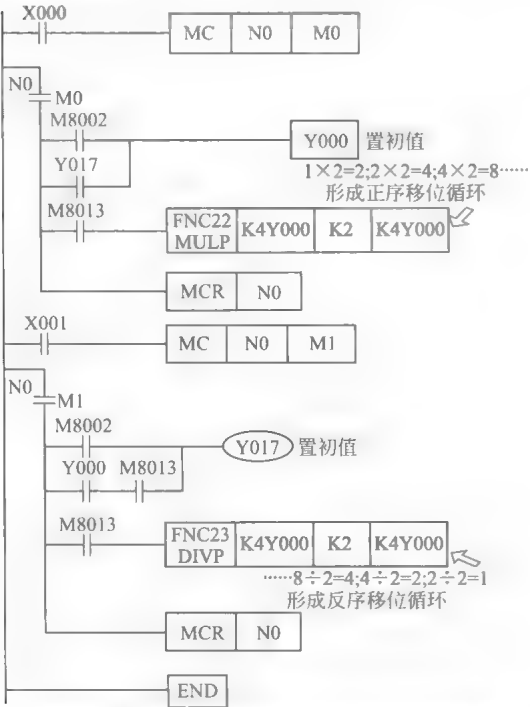 X000
MC N0 M0
N0
M0
M8002
Y000 置初值
Y017
1×2=2;2×2=4;4×2=8……
形成正序移位循环
M8013
FNC22
MULP K4Y000 K2 K4Y000
MCR N0
X001
MC N0 M1
N0
M1
M8002
Y017 置初值
Y000 M8013
M8013
FNC23
DIVP K4Y000 K2 K4Y000
……8÷2=4;4÷2=2;2÷2=1
形成反序移位循环
MCR N0
END